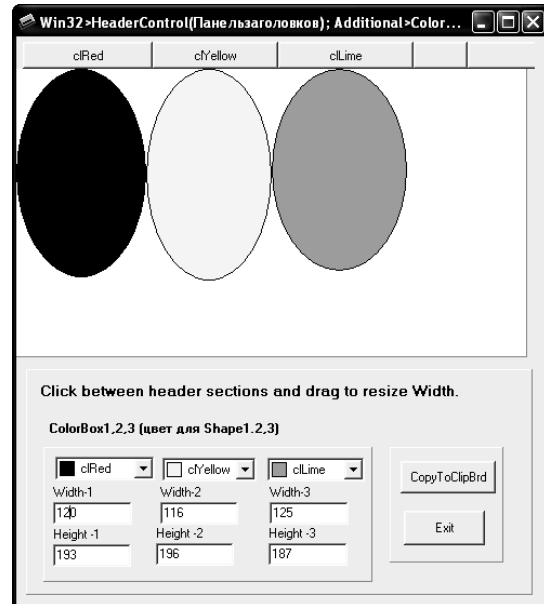 Win32>HeaderControl(Панельзаголовков); Additional>Color...
clRed clYellow clLime
Click between header sections and drag to resize Width.
ColorBox1,2,3 (цвет для Shape1.2,3)
clRed clYellow clLime
Width-1 Width-2 Width-3
120 116 125
Height -1 Height -2 Height -3
193 196 187
CopyToClipBrd
Exit